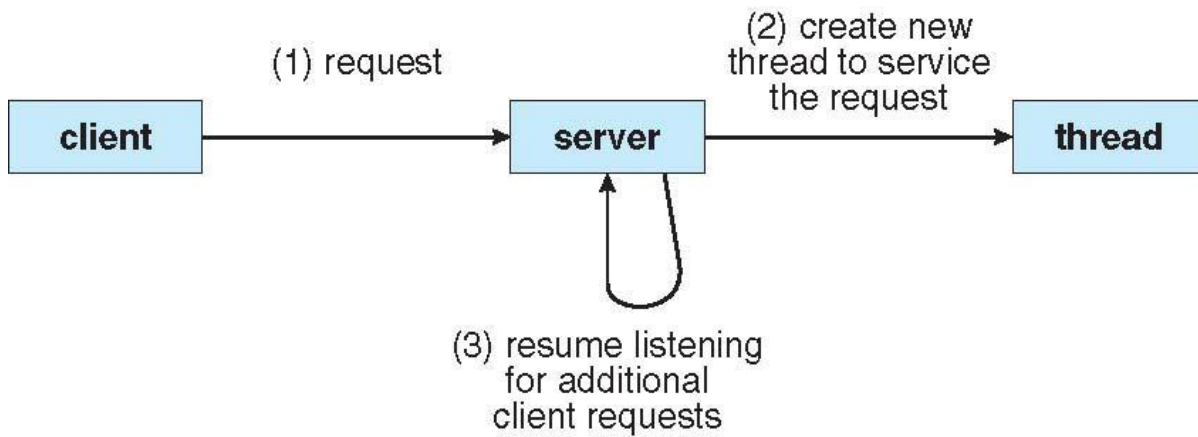 (1) request
(2) create new
thread to service
the request
client
server
thread
(3) resume listening
for additional
client requests